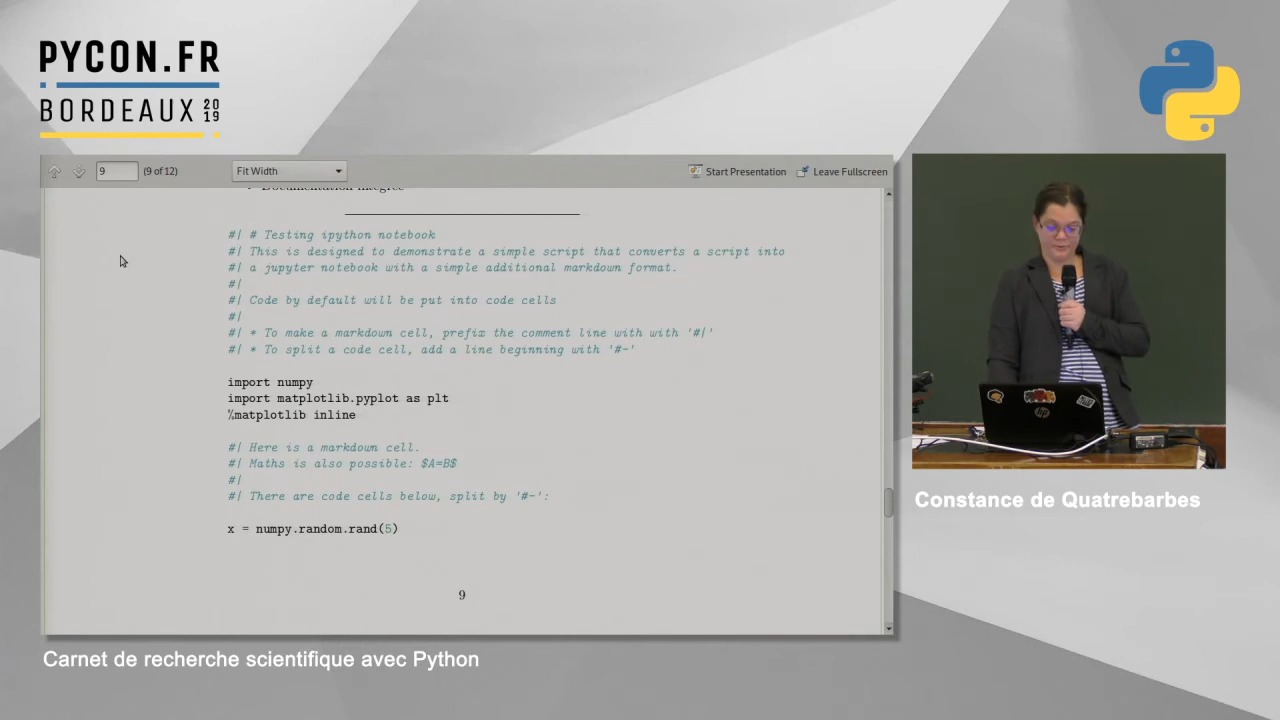 PYCON.FR
BORDEAUX 2019
9 (9 of 12) Fit Width Start Presentation Leave Fullscreen
Documentation intégrée
#| # Testing ipython notebook
#| This is designed to demonstrate a simple script that converts a script into
#| a jupyter notebook with a simple additional markdown format.
#|
#| Code by default will be put into code cells
#|
#| * To make a markdown cell, prefix the comment line with with '#|'
#| * To split a code cell, add a line beginning with '#-'
import numpy
import matplotlib.pyplot as plt
%matplotlib inline
#| Here is a markdown cell.
#| Maths is also possible: $A=B$
#|
#| There are code cells below, split by '#-':
x = numpy.random.rand(5)
9
Constance de Quatrebarbes
Carnet de recherche scientifique avec Python